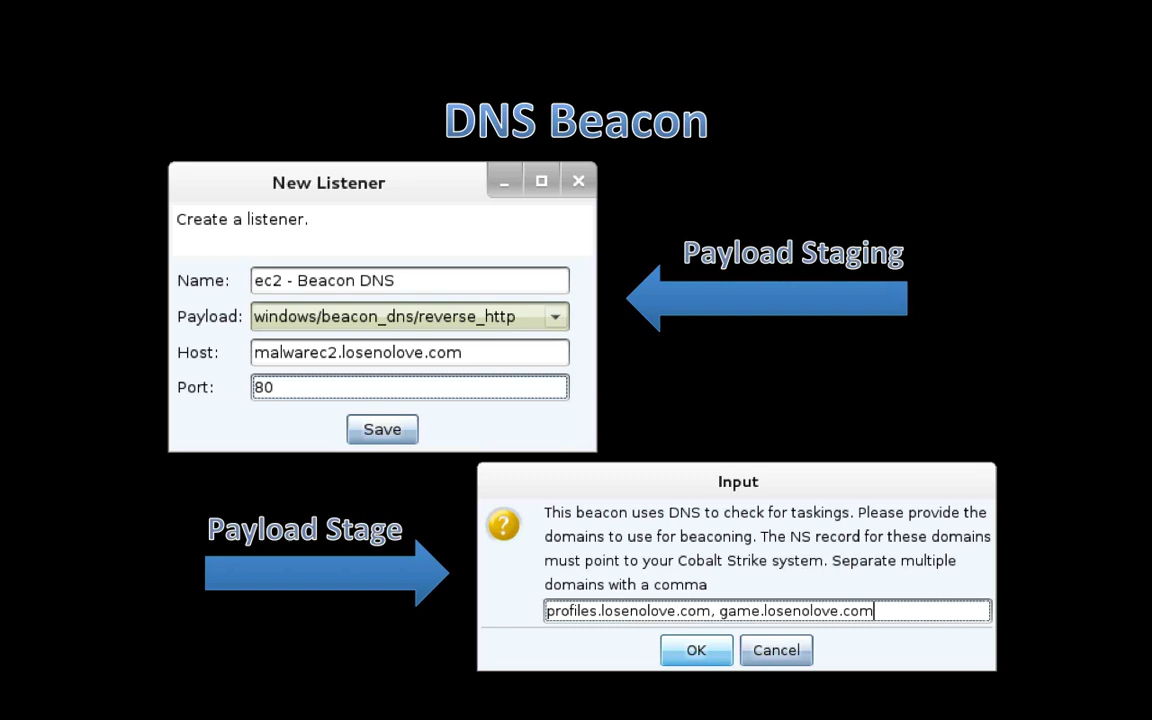 DNS Beacon
New Listener
Create a listener.
Payload Staging
Name: ec2 - Beacon DNS
Payload: windows/beacon_dns/reverse_http
Host: malwarec2.losenolove.com
Port: 80
Save
Payload Stage
Input
This beacon uses DNS to check for taskings. Please provide the
domains to use for beaconing. The NS record for these domains
must point to your Cobalt Strike system. Separate multiple
domains with a comma
profiles.losenolove.com, game.losenolove.com
OK Cancel